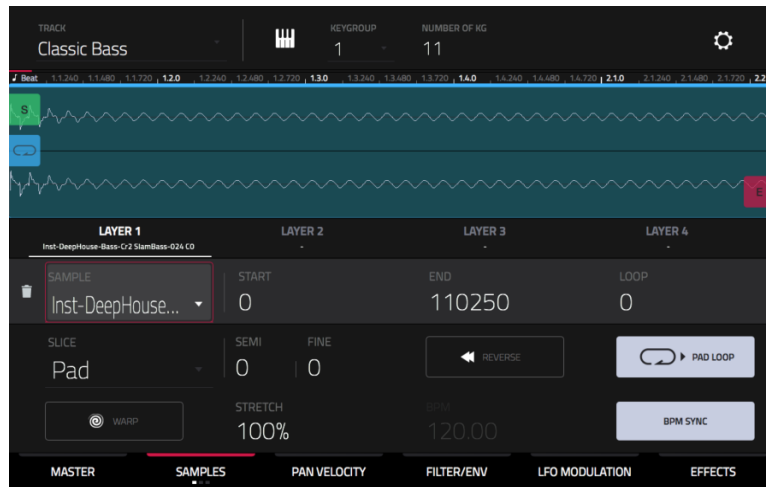 TRACK KEYGROUP NUMBER OF KG
Classic Bass 1 11
Beat 1.1.240 1.1.480 1.1.720 1.2.0 1.2.240 1.2.480 1.2.720 1.3.0 1.3.240 1.3.480 1.3.720 1.4.0 1.4.240 1.4.480 1.4.720 2.1.0 2.1.240 2.1.480 2.1.720 2.2
S
E
LAYER 1 LAYER 2 LAYER 3 LAYER 4
Inst-DeepHouse-Bass-Cr2 SlamBass-024 C0 - - -
SAMPLE START END LOOP
Inst-DeepHouse... 0 110250 0
SLICE SEMI FINE
Pad 0 0 REVERSE PAD LOOP
WARP STRETCH BPM BPM SYNC
100% 120.00
MASTER SAMPLES PAN VELOCITY FILTER/ENV LFO MODULATION EFFECTS